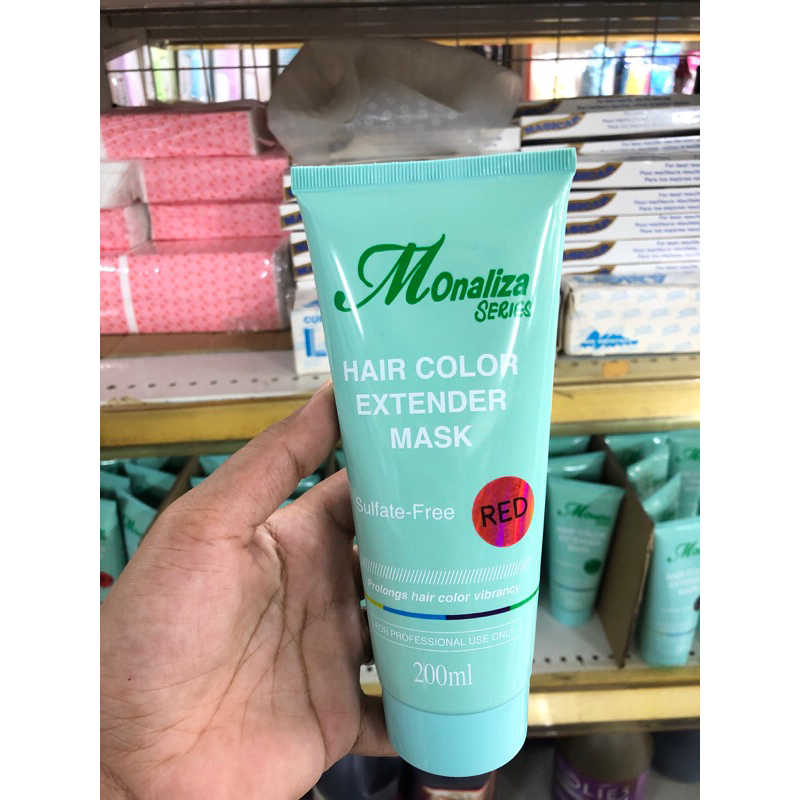 Monaliza
SERIES
HAIR COLOR
EXTENDER
MASK
Sulfate-Free
RED
Prolongs hair color vibrancy
FOR PROFESSIONAL USE ONLY
200ml